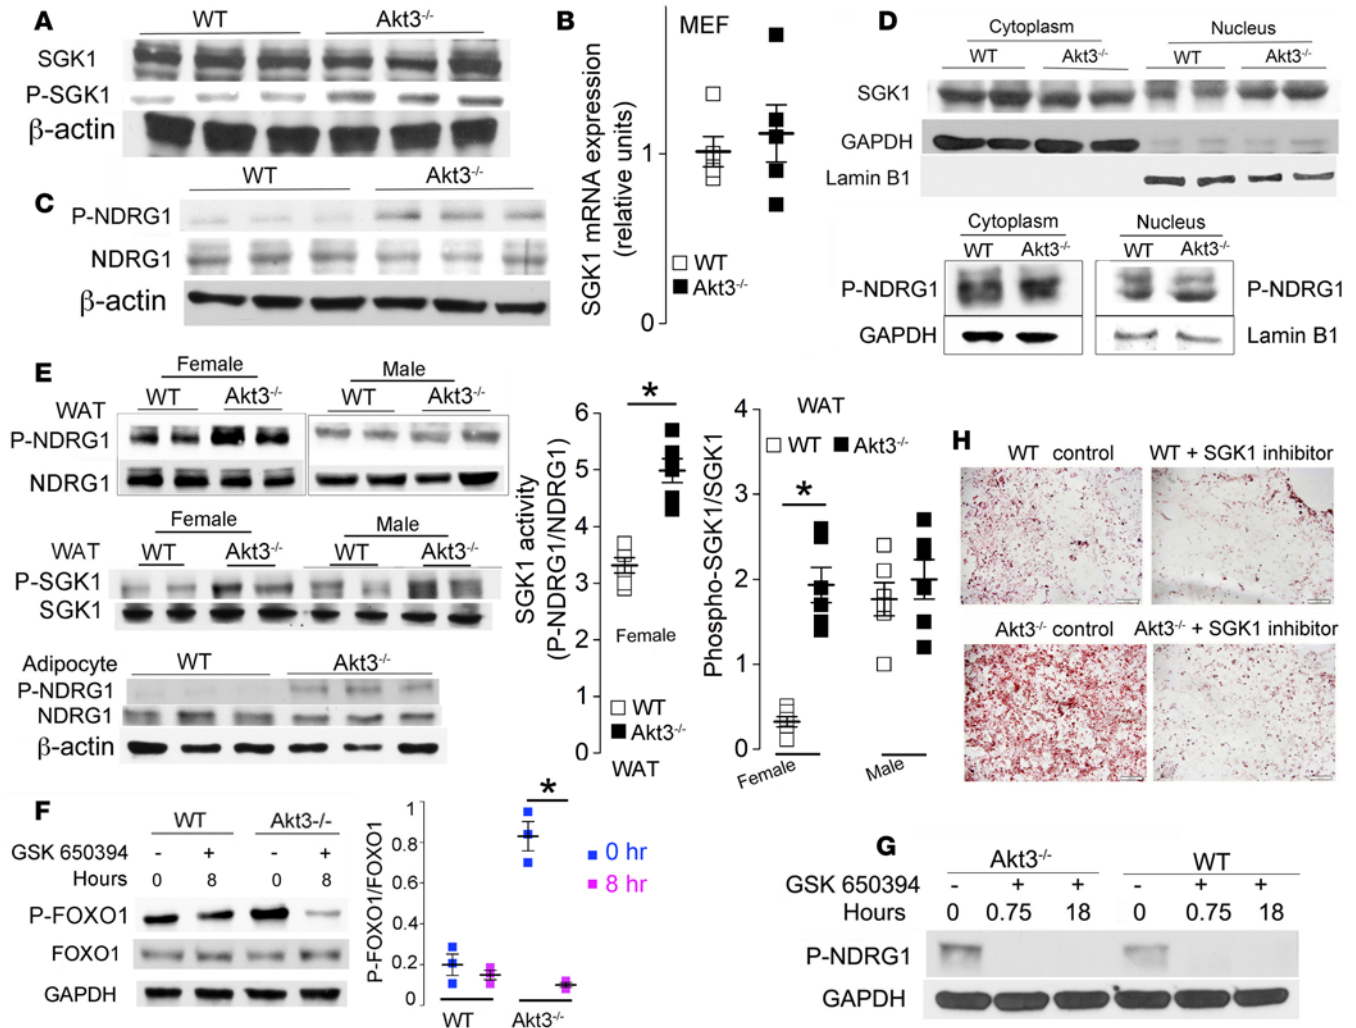 A
WT Akt3-/-
SGK1
P-SGK1
β-actin
B
MEF
SGK1 mRNA expression
(relative units)
1
0
WT
Akt3-/-
C
WT Akt3-/-
P-NDRG1
NDRG1
β-actin
D
Cytoplasm Nucleus
WT Akt3-/- WT Akt3-/-
SGK1
GAPDH
Lamin B1
Cytoplasm Nucleus
WT Akt3-/- WT Akt3-/-
P-NDRG1 P-NDRG1
GAPDH Lamin B1
E
Female Male
WT Akt3-/- WT Akt3-/-
WAT
P-NDRG1
NDRG1
Female Male
WAT WT Akt3-/- WT Akt3-/-
P-SGK1
SGK1
Adipocyte WT Akt3-/-
P-NDRG1
NDRG1
β-actin
SGK1 activity
(P-NDRG1/NDRG1)
6
5
4
3
2
1
0
*
Female
WT
Akt3-/-
WAT
Phospho-SGK1/SGK1
4
3
2
1
0
WAT
WT Akt3-/-
*
Female Male
F
WT Akt3-/-
GSK 650394 - + - +
Hours 0 8 0 8
P-FOXO1
FOXO1
GAPDH
P-FOXO1/FOXO1
1
0.8
0.6
0.4
0.2
0
*
0 hr
8 hr
WT Akt3-/-
H
WT control WT + SGK1 inhibitor
Akt3-/- control Akt3-/- + SGK1 inhibitor
G
Akt3-/- WT
GSK 650394 - + + - + +
Hours 0 0.75 18 0 0.75 18
P-NDRG1
GAPDH